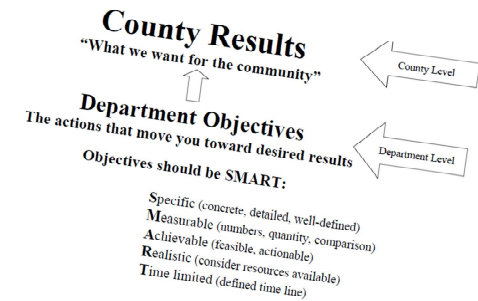 County Results
“What we want for the community”
County Level
Department Objectives
The actions that move you toward desired results
Department Level
Objectives should be SMART:
Specific (concrete, detailed, well-defined)
Measurable (numbers, quantity, comparison)
Achievable (feasible, actionable)
Realistic (consider resources available)
Time limited (defined time line)